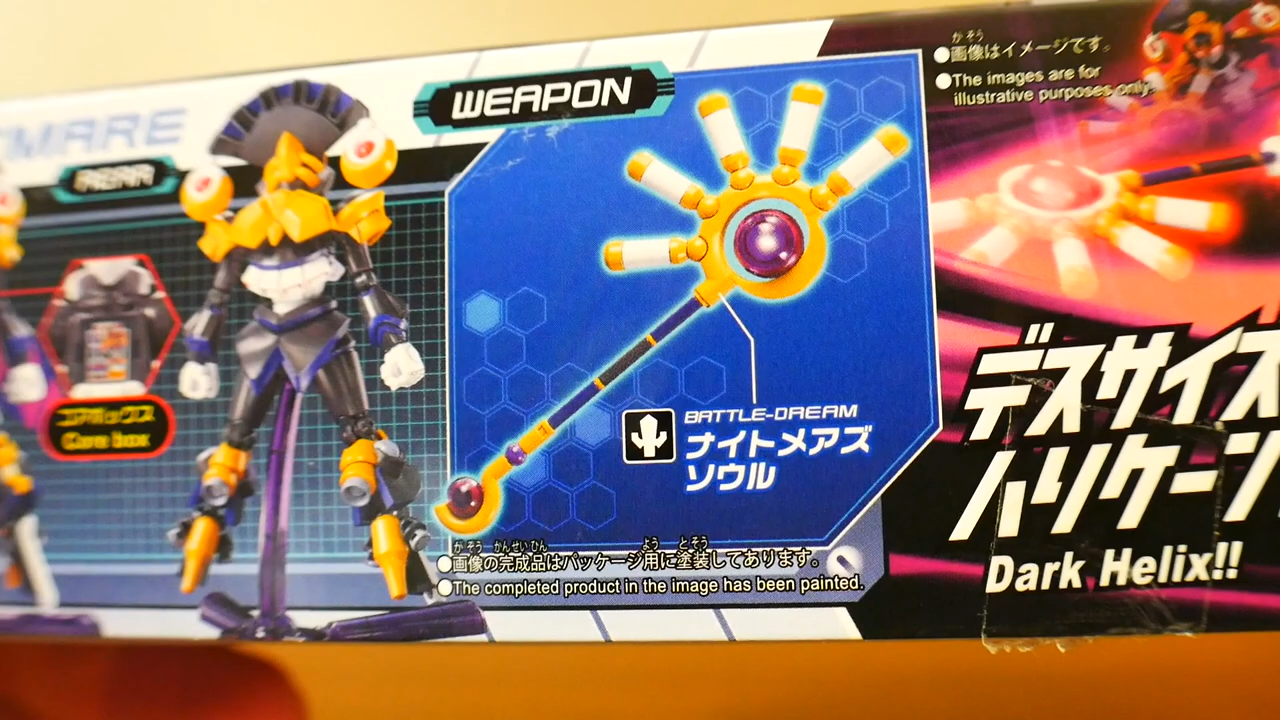 MARE
REAR
コアボックス
Core box
WEAPON
BATTLE-DREAM
ナイトメアズ
ソウル
●画像の完成品はパッケージ用に塗装してあります。
●The completed product in the image has been painted.
●画像はイメージです。
●The images are for
illustrative purposes only.
デスサイズ
ハリケーン
Dark Helix!!